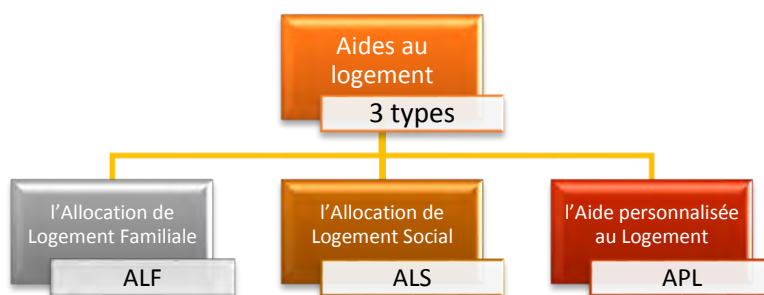 Aides au
logement
3 types
l’Allocation de
Logement Familiale
ALF
l’Allocation de
Logement Social
ALS
l’Aide personnalisée
au Logement
APL